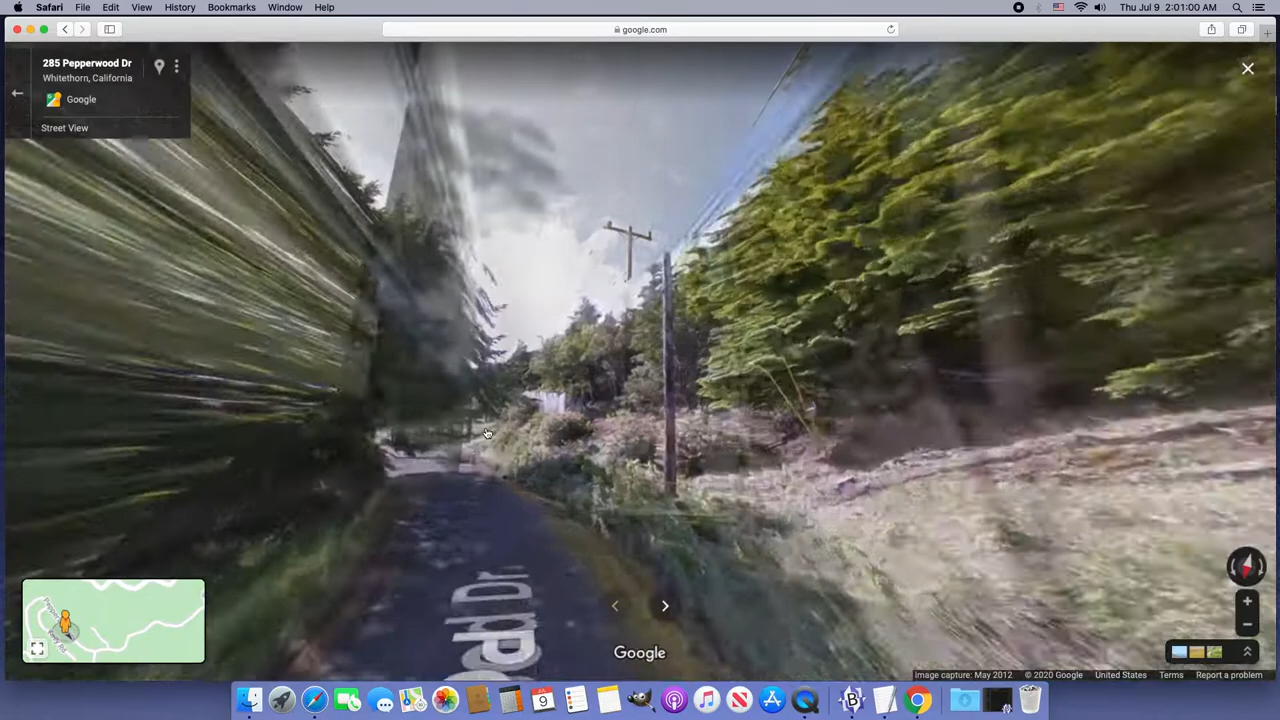 Safari File Edit View History Bookmarks Window Help
Thu Jul 9 2:01:00 AM
google.com
285 Pepperwood Dr
Whitethorn, California
Google
Street View
Google
Image capture: May 2012 © 2020 Google United States Terms Report a problem
9